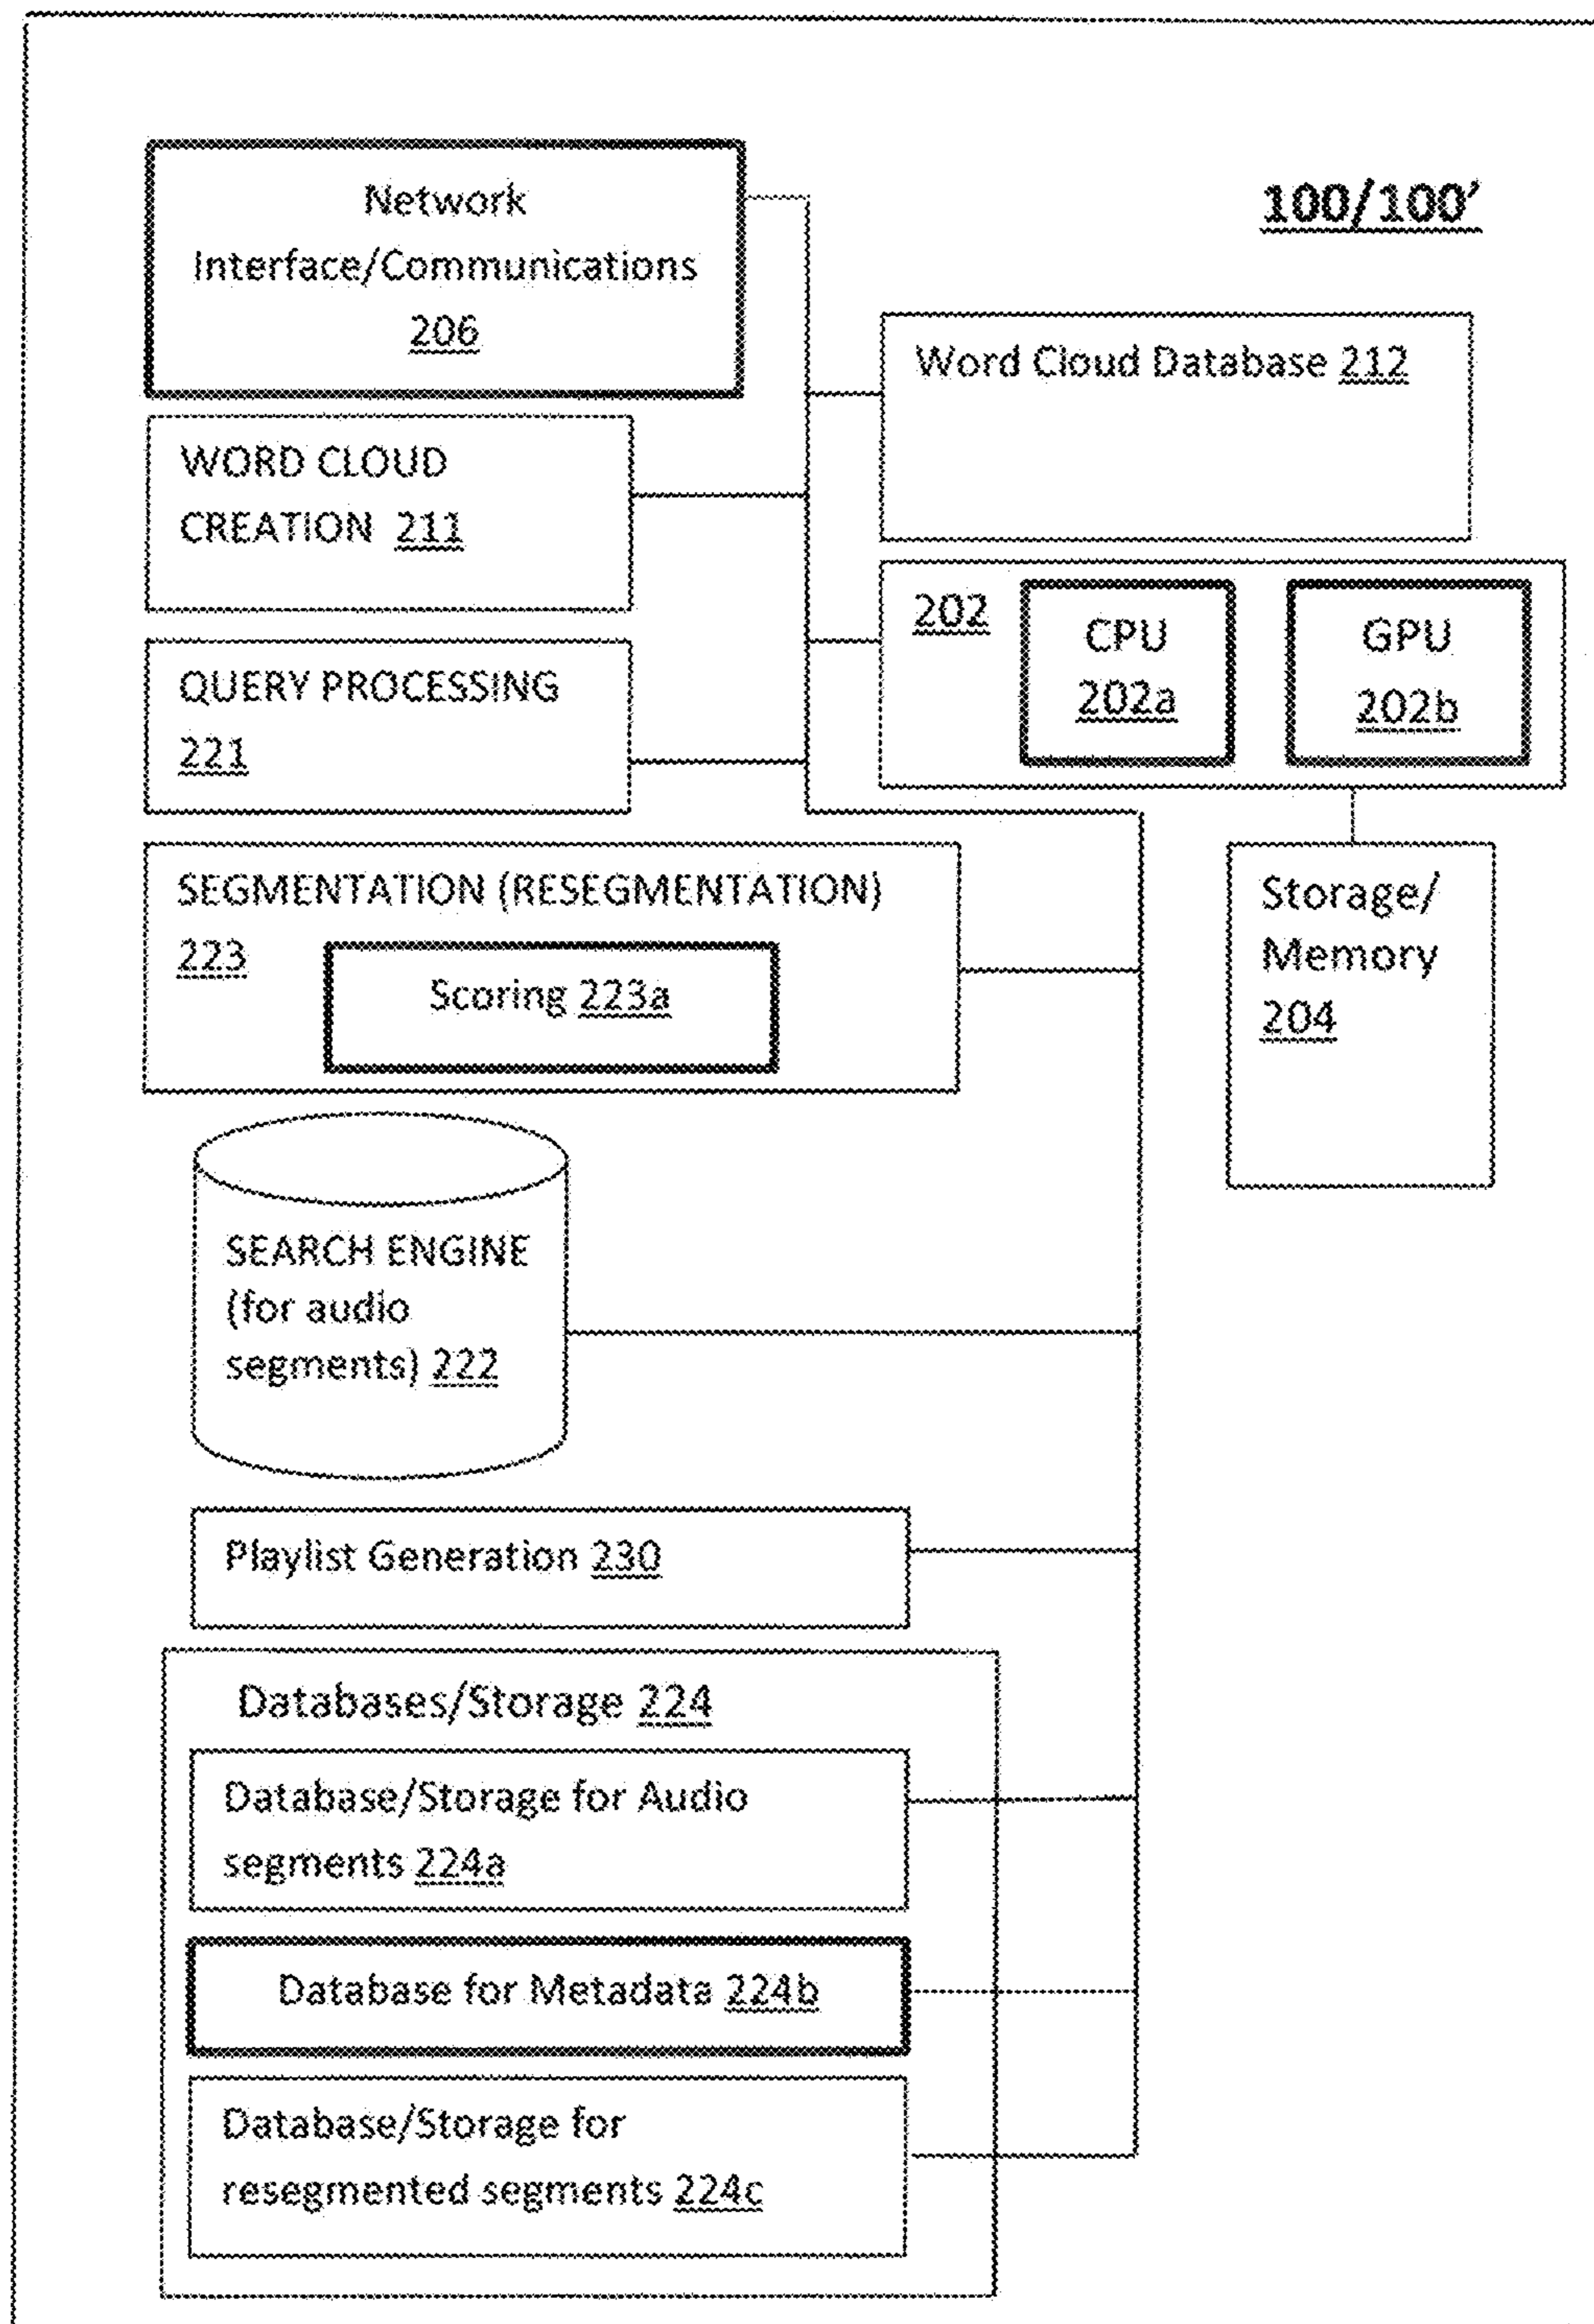 Network
Interface/Communications
206
100/100'
Word Cloud Database 212
WORD CLOUD
CREATION 211
202
CPU
202a
GPU
202b
QUERY PROCESSING
221
SEGMENTATION (RESEGMENTATION)
223
Scoring 223a
Storage/
Memory
204
SEARCH ENGINE
(for audio
segments) 222
Playlist Generation 230
Databases/Storage 224
Database/Storage for Audio
segments 224a
Database for Metadata 224b
Database/Storage for
resegmented segments 224c